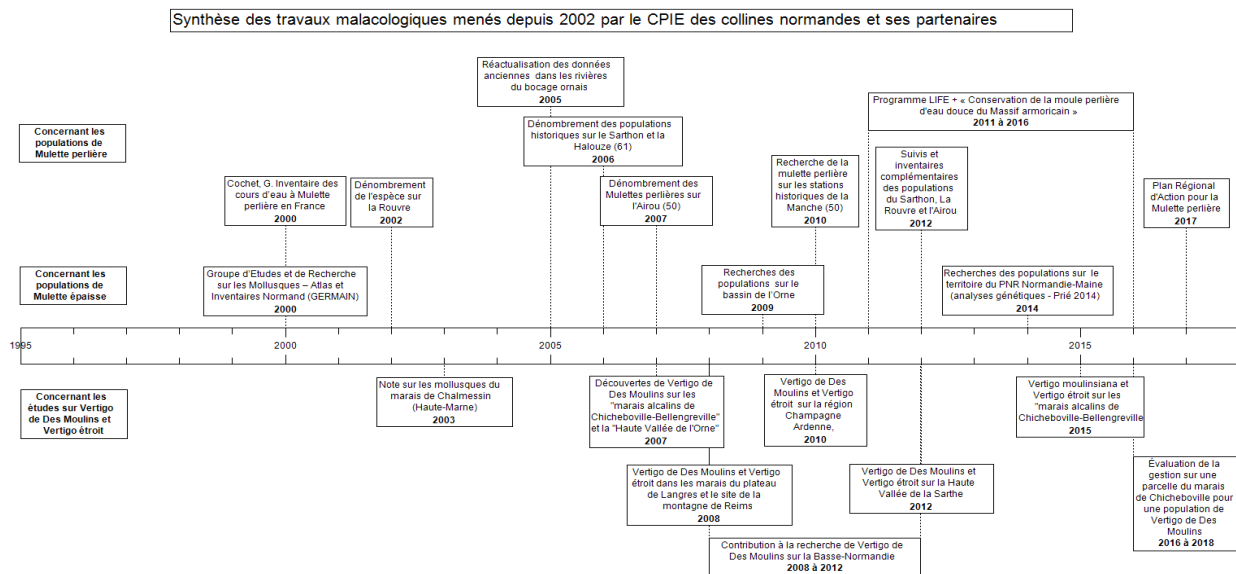 Synthèse des travaux malacologiques menés depuis 2002 par le CPIE des collines normandes et ses partenaires
Concernant les
populations de
Mulette perlière
Réactualisation des données
anciennes dans les rivières
du bocage ornais
2005
Dénombrement des populations
historiques sur le Sarthon et la
Halouze (61)
2006
Programme LIFE + « Conservation de la moule perlière
d'eau douce du Massif armoricain »
2011 à 2016
Cochet, G. Inventaire des
cours d'eau à Mulette
perlière en France
2000
Dénombrement
de l'espèce sur
la Rouvre
2002
Dénombrement des
Mulettes perlières sur
l'Airou (50)
2007
Recherche de la
mulette perlière
sur les stations
historiques de la
Manche (50)
2010
Suivis et
inventaires
complémentaires
des populations
du Sarthon, La
Rouvre et l'Airou
2012
Plan Régional
d'Action pour la
Mulette perlière
2017
Concernant les
populations de
Mulette épaisse
Groupe d'Etudes et de Recherche
sur les Mollusques – Atlas et
Inventaires Normand (GERMAIN)
2000
Recherches des
populations sur le
bassin de l'Orne
2009
Recherches des populations sur le
territoire du PNR Normandie-Maine
(analyses génétiques - Prié 2014)
2014
1995 2000 2005 2010 2015
Concernant les
études sur Vertigo
de Des Moulins et
Vertigo étroit
Note sur les mollusques du
marais de Chalmessin
(Haute-Marne)
2003
Découvertes de Vertigo de
Des Moulins sur les
"marais alcalins de
Chicheboville-Bellengreville"
et la "Haute Vallée de l'Orne"
2007
Vertigo de Des
Moulins et Vertigo
étroit sur la région
Champagne
Ardenne,
2010
Vertigo moulinsiana et
Vertigo étroit sur les
"marais alcalins de
Chicheboville-Bellengreville
2015
Vertigo de Des Moulins et Vertigo
étroit dans les marais du plateau
de Langres et le site de la
montagne de Reims
2008
Vertigo de Des Moulins et
Vertigo étroit sur la Haute
Vallée de la Sarthe
2012
Évaluation de la
gestion sur une
parcelle du marais
de Chicheboville pour
une population de
Vertigo de Des
Moulins
2016 à 2018
Contribution à la recherche de Vertigo de
Des Moulins sur la Basse-Normandie
2008 à 2012